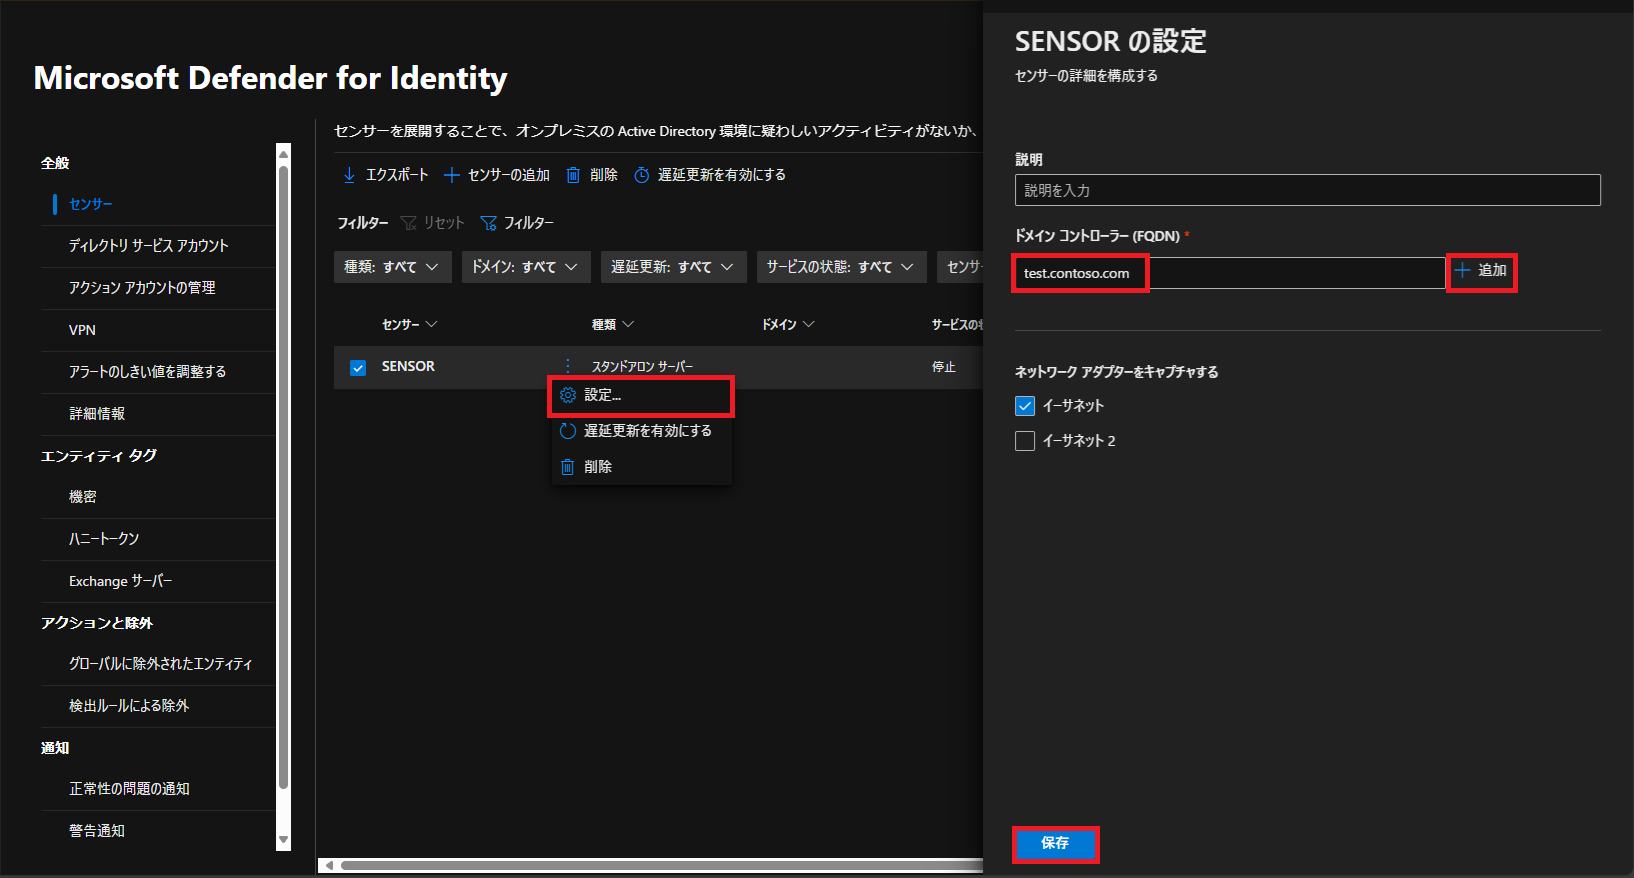 Microsoft Defender for Identity
全般
センサー
ディレクトリ サービス アカウント
アクション アカウントの管理
VPN
アラートのしきい値を調整する
詳細情報
エンティティ タグ
機密
ハニートークン
Exchange サーバー
アクションと除外
グローバルに除外されたエンティティ
検出ルールによる除外
通知
正常性の問題の通知
警告通知
センサーを展開することで、オンプレミスの Active Directory 環境に疑わしいアクティビティがないか、
エクスポート センサーの追加 削除 遅延更新を有効にする
フィルター リセット フィルター
種類: すべて ドメイン: すべて 遅延更新: すべて サービスの状態: すべて センサ
センサー 種類 ドメイン サービスの状
SENSOR スタンドアロン サーバー 停止
設定...
遅延更新を有効にする
削除
SENSOR の設定
センサーの詳細を構成する
説明
説明を入力
ドメイン コントローラー (FQDN) *
test.contoso.com 追加
ネットワーク アダプターをキャプチャする
イーサネット
イーサネット 2
保存